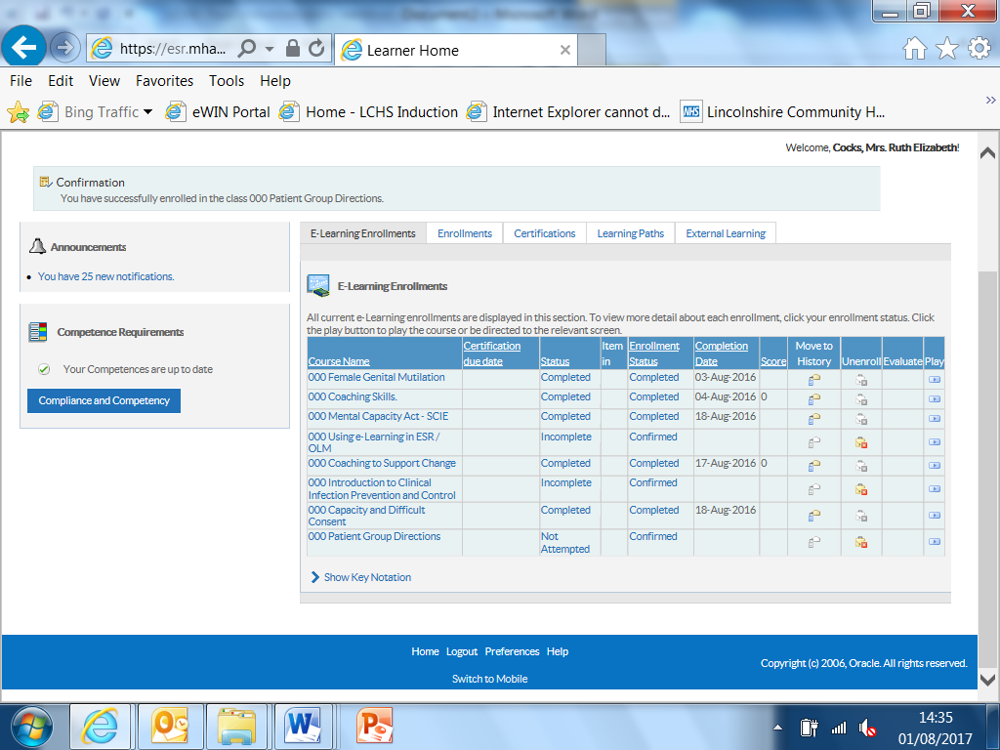 https://esr.mha...
Learner Home
File Edit View Favorites Tools Help
Bing Traffic eWIN Portal Home - LCHS Induction Internet Explorer cannot d... NHS Lincolnshire Community H...
Welcome, Cocks, Mrs. Ruth Elizabeth!
Confirmation
You have successfully enrolled in the class 000 Patient Group Directions.
Announcements
You have 25 new notifications.
Competence Requirements
Your Competences are up to date
Compliance and Competency
E-Learning Enrollments Enrollments Certifications Learning Paths External Learning
E-Learning Enrollments
All current e-Learning enrollments are displayed in this section. To view more detail about each enrollment, click your enrollment status. Click
the play button to play the course or be directed to the relevant screen.
Certification Item Enrollment Completion Move to
Course Name due date Status in Status Date Score History Unenroll Evaluate Play
000 Female Genital Mutilation Completed Completed 03-Aug-2016
000 Coaching Skills. Completed Completed 04-Aug-2016 0
000 Mental Capacity Act - SCIE Completed Completed 18-Aug-2016
000 Using e-Learning in ESR / Incomplete Confirmed
OLM
000 Coaching to Support Change Completed Completed 17-Aug-2016 0
000 Introduction to Clinical Incomplete Confirmed
Infection Prevention and Control
000 Capacity and Difficult Completed Completed 18-Aug-2016
Consent
000 Patient Group Directions Not Confirmed
Attempted
Show Key Notation
Home Logout Preferences Help
Copyright (c) 2006, Oracle. All rights reserved.
Switch to Mobile
14:35
01/08/2017